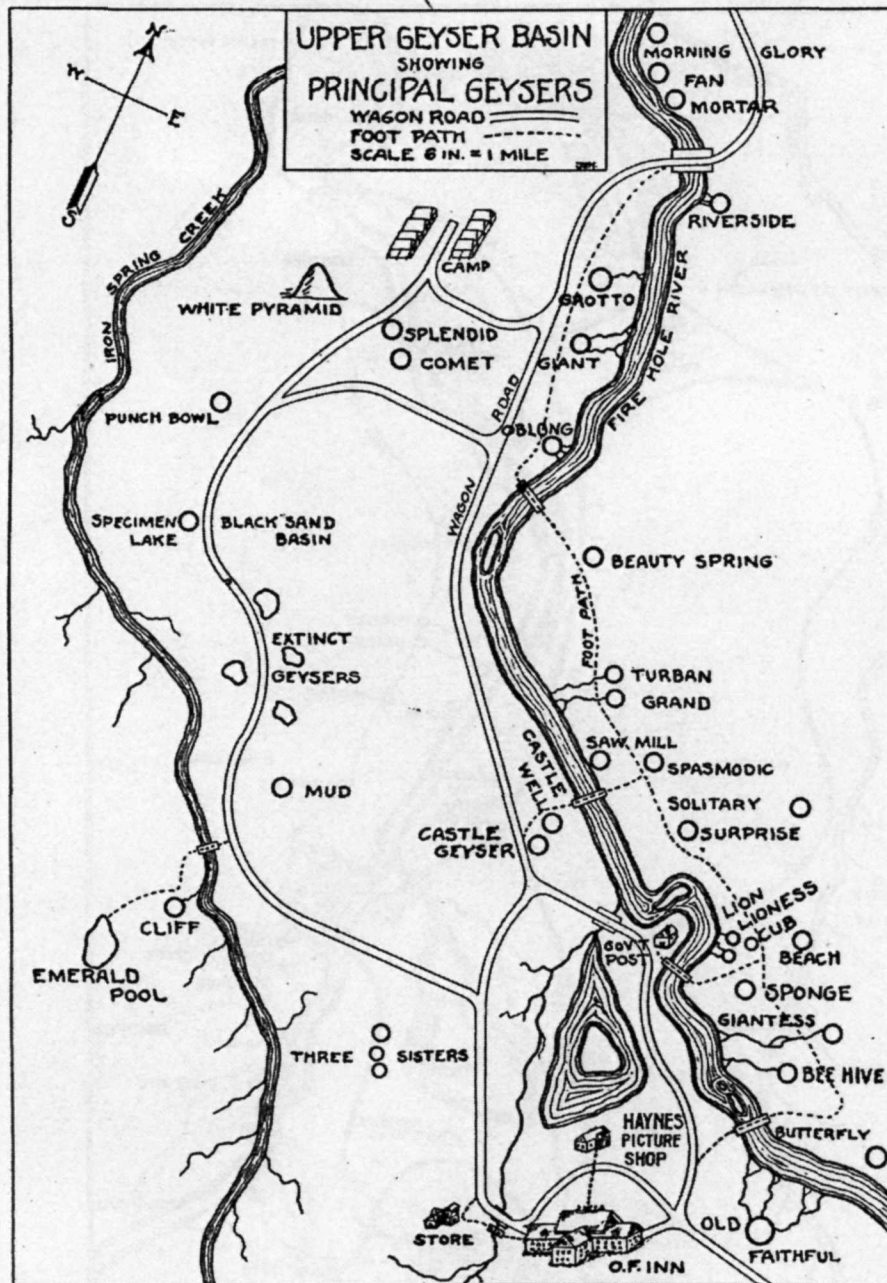 UPPER GEYSER BASIN
SHOWING
PRINCIPAL GEYSERS
WAGON ROAD
FOOT PATH
SCALE 6 IN. = 1 MILE
N
W
E
S
MORNING GLORY
FAN
MORTAR
RIVERSIDE
IRON SPRING CREEK
CAMP
WHITE PYRAMID
GROTTO
SPLENDID
COMET
GIANT
FIRE HOLE RIVER
PUNCH BOWL
OBLONG
WAGON ROAD
SPECIMEN
LAKE
BLACK SAND
BASIN
BEAUTY SPRING
FOOT PATH
EXTINCT
GEYSERS
TURBAN
GRAND
CASTLE
WELL
SAW MILL
SPASMODIC
MUD
SOLITARY
SURPRISE
CASTLE
GEYSER
CLIFF
LION
LIONESS
CUB
GOV'T
POST
BEACH
EMERALD
POOL
SPONGE
GIANTESS
THREE SISTERS
BEE HIVE
HAYNES
PICTURE
SHOP
BUTTERFLY
STORE
O.F. INN
OLD
FAITHFUL